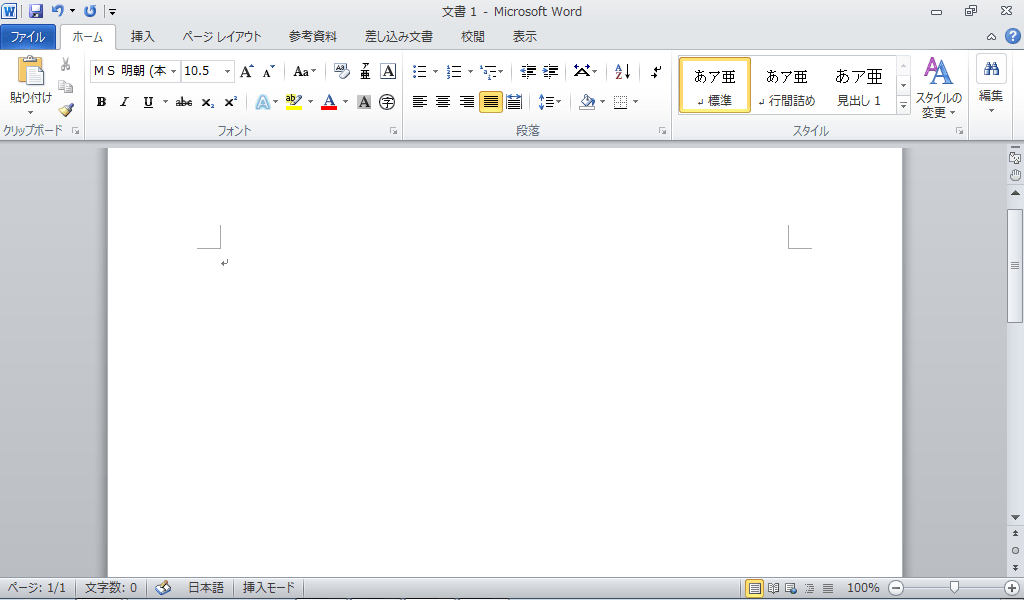 文書 1 - Microsoft Word
ファイル ホーム 挿入 ページ レイアウト 参考資料 差し込み文書 校閲 表示
貼り付け
クリップボード
ＭＳ 明朝 (本 10.5
フォント
段落
あア亜 あア亜 あア亜
↲ 標準 ↲ 行間詰め 見出し 1
スタイル
スタイルの
変更
編集
ページ: 1/1 文字数: 0 日本語 挿入モード 100%